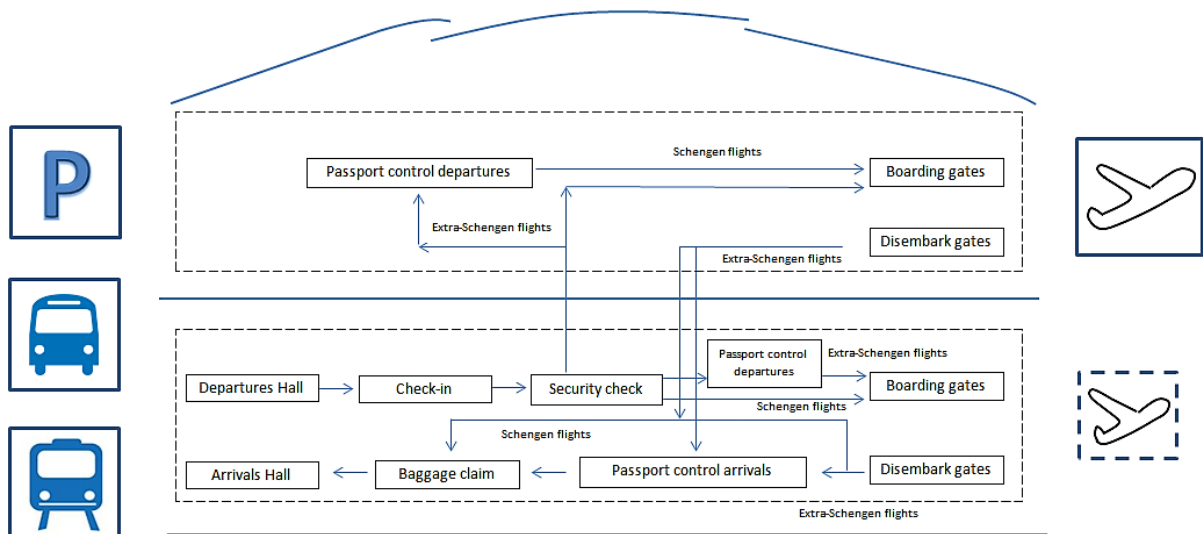 P
Schengen flights
Passport control departures
Boarding gates
Extra-Schengen flights
Disembark gates
Extra-Schengen flights
Passport control
departures
Extra-Schengen flights
Departures Hall
Check-in
Security check
Boarding gates
Schengen flights
Schengen flights
Arrivals Hall
Baggage claim
Passport control arrivals
Disembark gates
Extra-Schengen flights